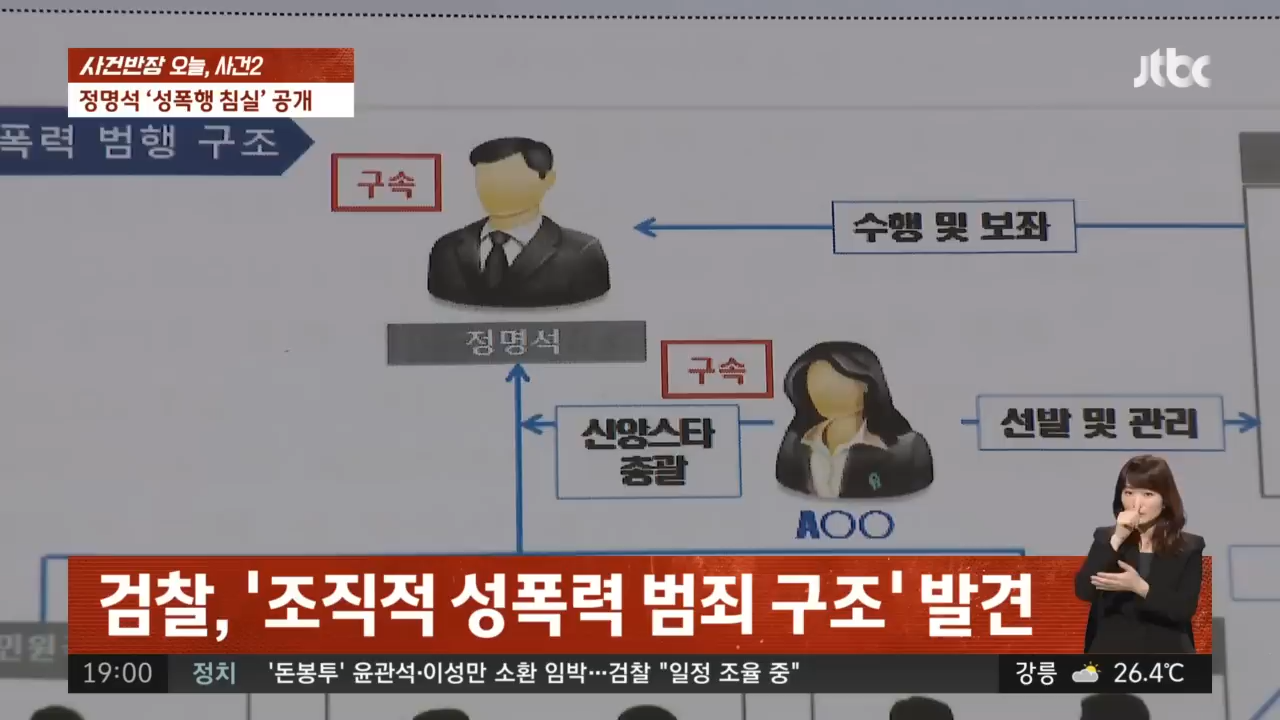 사건반장 오늘, 사건2
정명석 '성폭행 침실' 공개
jtbc
폭력 범행 구조
구속
수행 및 보좌
정명석
구속
신앙스타
총괄
선발 및 관리
A○○
검찰, '조직적 성폭력 범죄 구조' 발견
민원
19:00 정치 '돈봉투' 윤관석·이성만 소환 임박…검찰 "일정 조율 중" 강릉 26.4℃